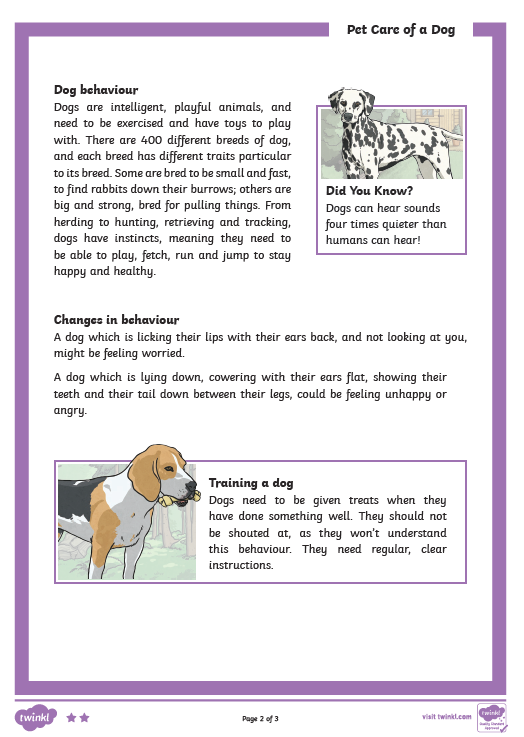 Pet Care of a Dog
Dog behaviour
Dogs are intelligent, playful animals, and
need to be exercised and have toys to play
with. There are 400 different breeds of dog,
and each breed has different traits particular
to its breed. Some are bred to be small and fast,
to find rabbits down their burrows; others are
big and strong, bred for pulling things. From
herding to hunting, retrieving and tracking,
dogs have instincts, meaning they need to
be able to play, fetch, run and jump to stay
happy and healthy.
Did You Know?
Dogs can hear sounds
four times quieter than
humans can hear!
Changes in behaviour
A dog which is licking their lips with their ears back, and not looking at you,
might be feeling worried.
A dog which is lying down, cowering with their ears flat, showing their
teeth and their tail down between their legs, could be feeling unhappy or
angry.
Training a dog
Dogs need to be given treats when they
have done something well. They should not
be shouted at, as they won't understand
this behaviour. They need regular, clear
instructions.
twinkl
Page 2 of 3
visit twinkl.com
twinkl
Quality Standard
Approved